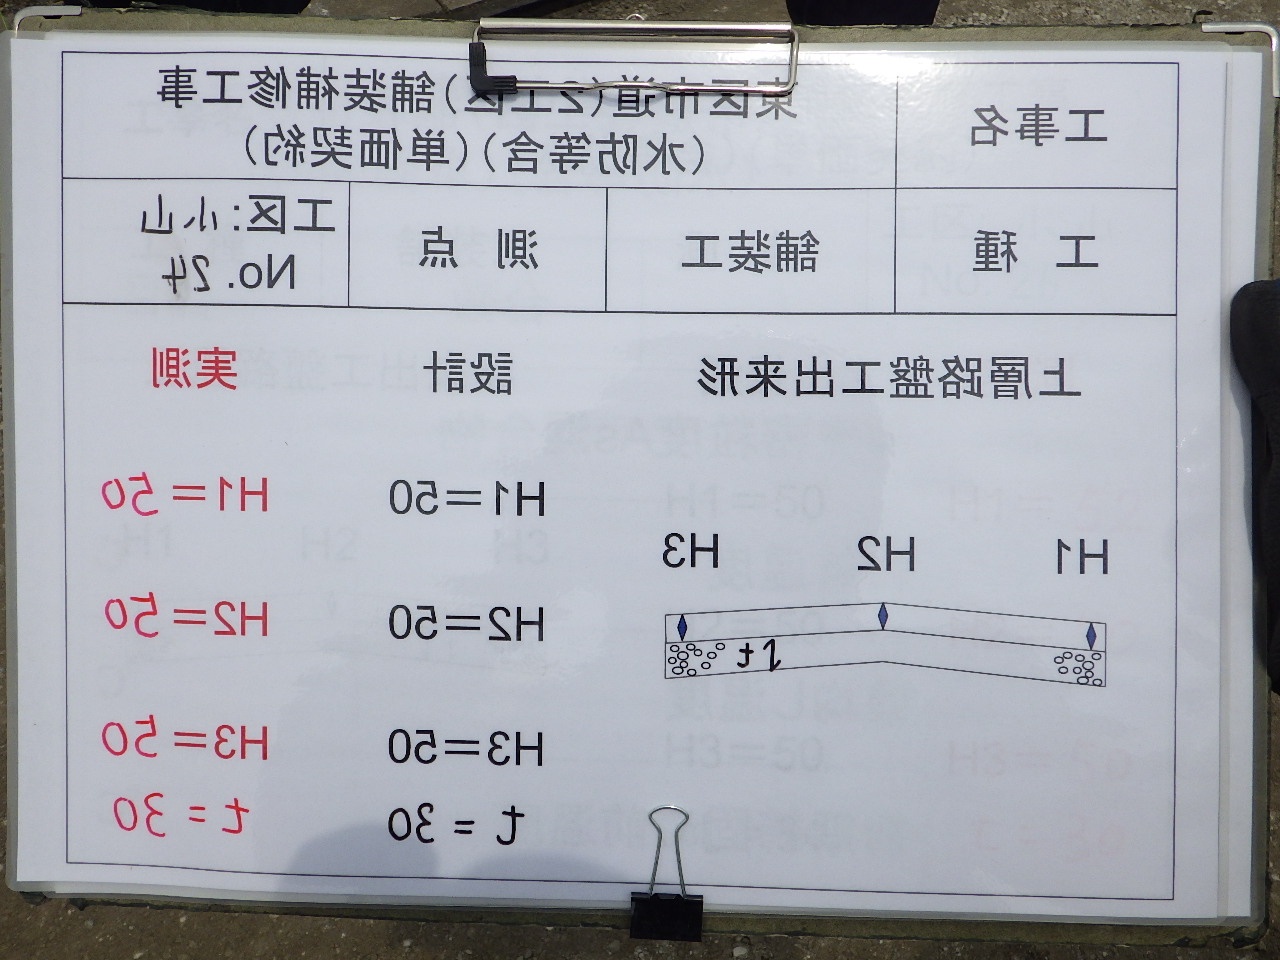 工事名
東区市道(2工区)舗装補修工事
(水防等含)(単価契約)
工 種
舗装工
測 点
工区:小山
No. 24
上層路盤工出来形
設計
実測
H1=50
H1=50
H1
H2
H3
H2=50
H2=50
t1
H3=50
H3=50
t=30
t=30